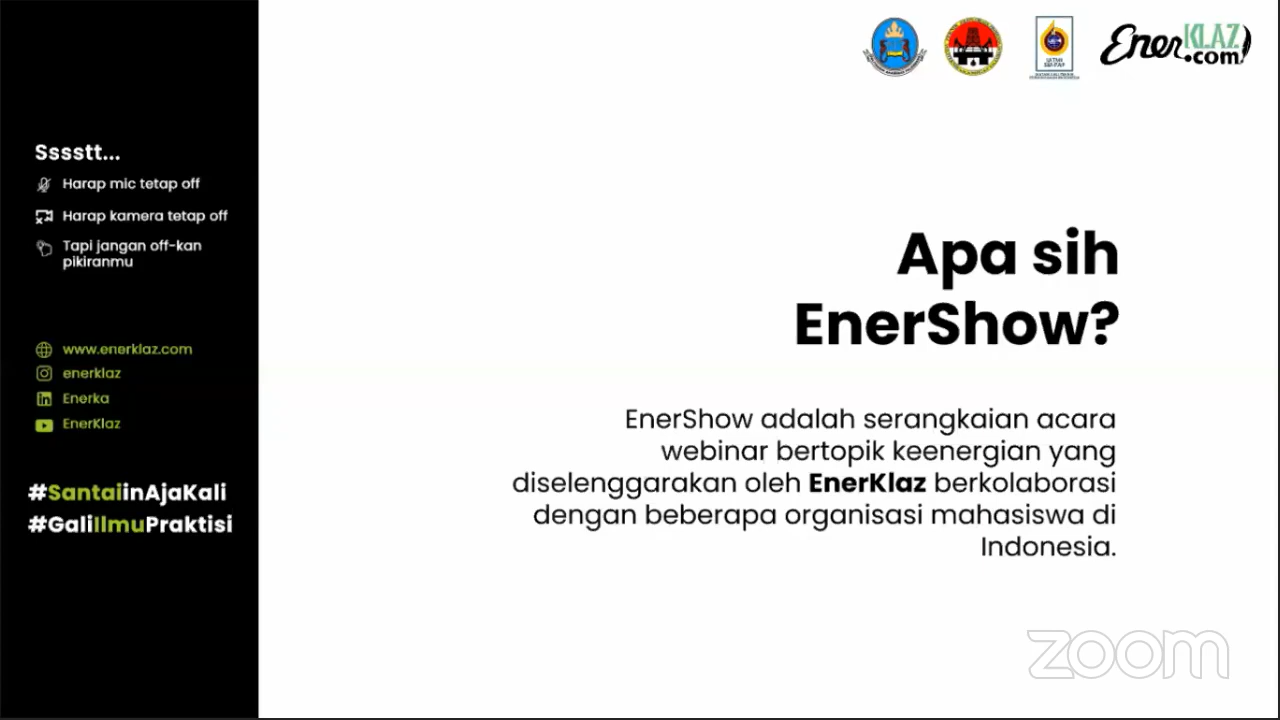 Ener
KLAZ
.com
Sssstt...
Harap mic tetap off
Harap kamera tetap off
Tapi jangan off-kan
pikiranmu
www.enerklaz.com
enerklaz
Enerka
EnerKlaz
#SantaiinAjaKali
#GaliIlmuPraktisi
Apa sih
EnerShow?
EnerShow adalah serangkaian acara
webinar bertopik keenergian yang
diselenggarakan oleh EnerKlaz berkolaborasi
dengan beberapa organisasi mahasiswa di
Indonesia.
zoom